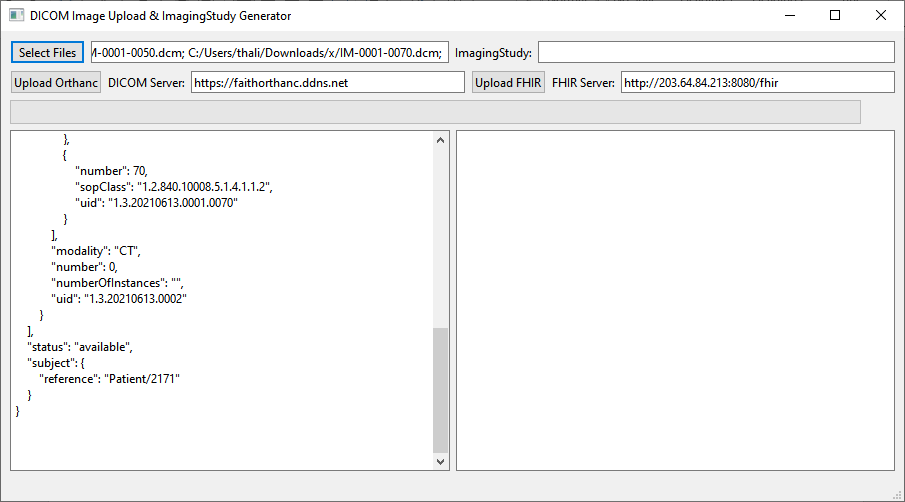 DICOM Image Upload & ImagingStudy Generator
Select Files M-0001-0050.dcm; C:/Users/thali/Downloads/x/IM-0001-0070.dcm; ImagingStudy:
Upload Orthanc DICOM Server: https://faithorthanc.ddns.net Upload FHIR FHIR Server: http://203.64.84.213:8080/fhir
},
{
"number": 70,
"sopClass": "1.2.840.10008.5.1.4.1.1.2",
"uid": "1.3.20210613.0001.0070"
}
],
"modality": "CT",
"number": 0,
"numberOfInstances": "",
"uid": "1.3.20210613.0002"
}
],
"status": "available",
"subject": {
"reference": "Patient/2171"
}
}